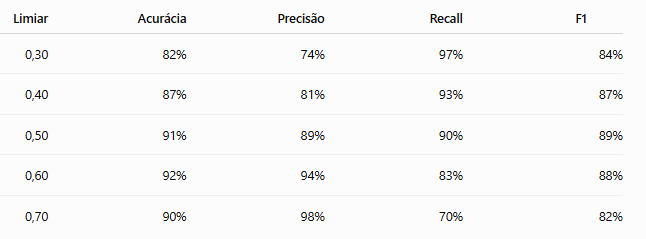 Limiar Acurácia Precisão Recall F1
0,30 82% 74% 97% 84%
0,40 87% 81% 93% 87%
0,50 91% 89% 90% 89%
0,60 92% 94% 83% 88%
0,70 90% 98% 70% 82%